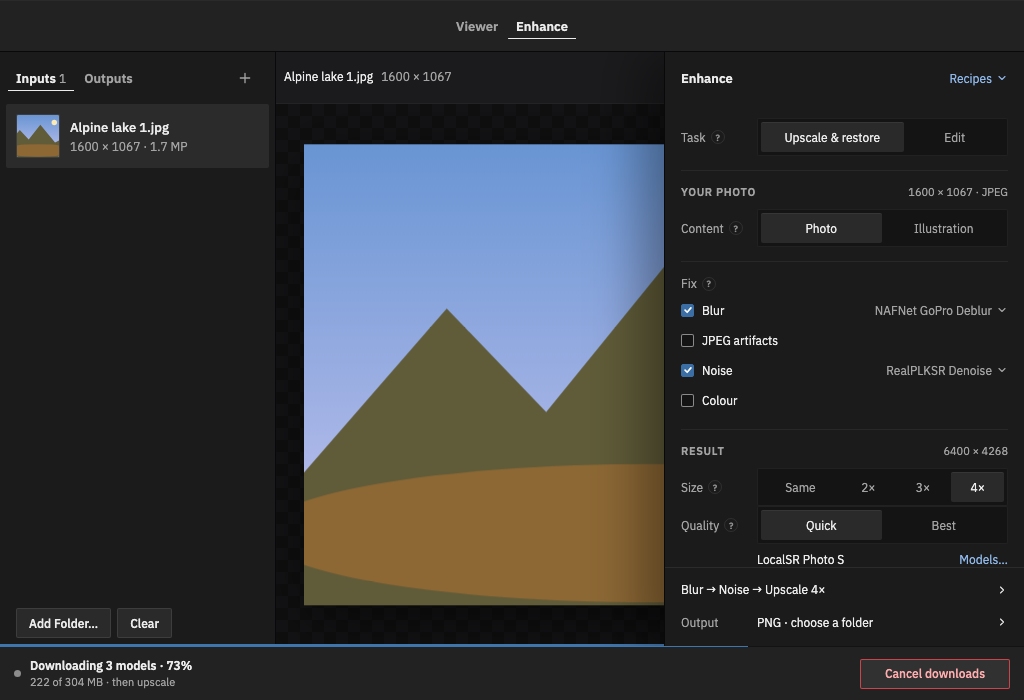 Viewer Enhance
Inputs 1 Outputs +
Alpine lake 1.jpg
1600 × 1067 · 1.7 MP
Add Folder... Clear
Alpine lake 1.jpg 1600 × 1067
Enhance Recipes
Task ? Upscale & restore Edit
YOUR PHOTO 1600 × 1067 · JPEG
Content ? Photo Illustration
Fix ?
Blur NAFNet GoPro Deblur
JPEG artifacts
Noise RealPLKSR Denoise
Colour
RESULT 6400 × 4268
Size ? Same 2× 3× 4×
Quality ? Quick Best
LocalSR Photo S Models...
Blur → Noise → Upscale 4×
Output PNG · choose a folder
Downloading 3 models · 73%
222 of 304 MB · then upscale
Cancel downloads